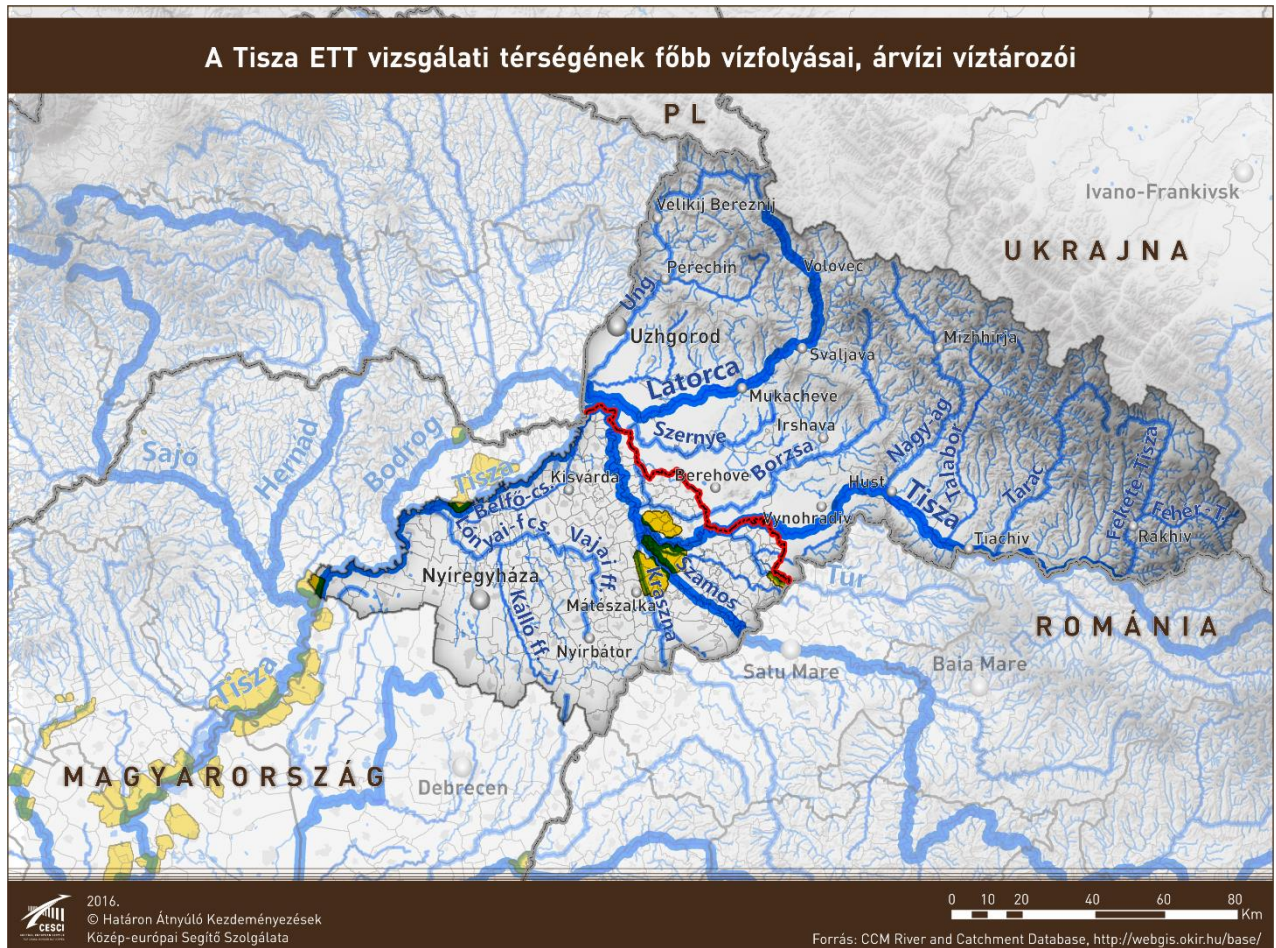 A Tisza ETT vizsgálati térségének főbb vízfolyásai, árvízi víztározói
PL
Ivano-Frankivsk
Velikij Bereznij
UKRAJNA
Perechin
Volovec
Ung
Uzhgorod
Mizhhirja
Svaljava
Latorca
Mukacheve
Szernye
Irshava
Sajó
Hernád
Bodrog
Tisza
Kisvárda
Berehove
Borzsa
Nagy-ág
Talabor
Tarac
Fekete Tisza
Fehér-T.
Hust
Tisza
Belfő-cs.
Lónyai-fcs.
Vynohradiv
Vajai ff.
Tiachiv
Rakhiv
Nyíregyháza
Szamos
Túr
Kraszna
Mátészalka
Kálló ff.
Nyírbátor
ROMÁNIA
Satu Mare
Baia Mare
Tisza
MAGYARORSZÁG
Debrecen
CESCI
2016.
© Határon Átnyúló Kezdeményezések
Közép-európai Segítő Szolgálata
0 10 20 40 60 80
Km
Forrás: CCM River and Catchment Database, http://webgis.okir.hu/base/